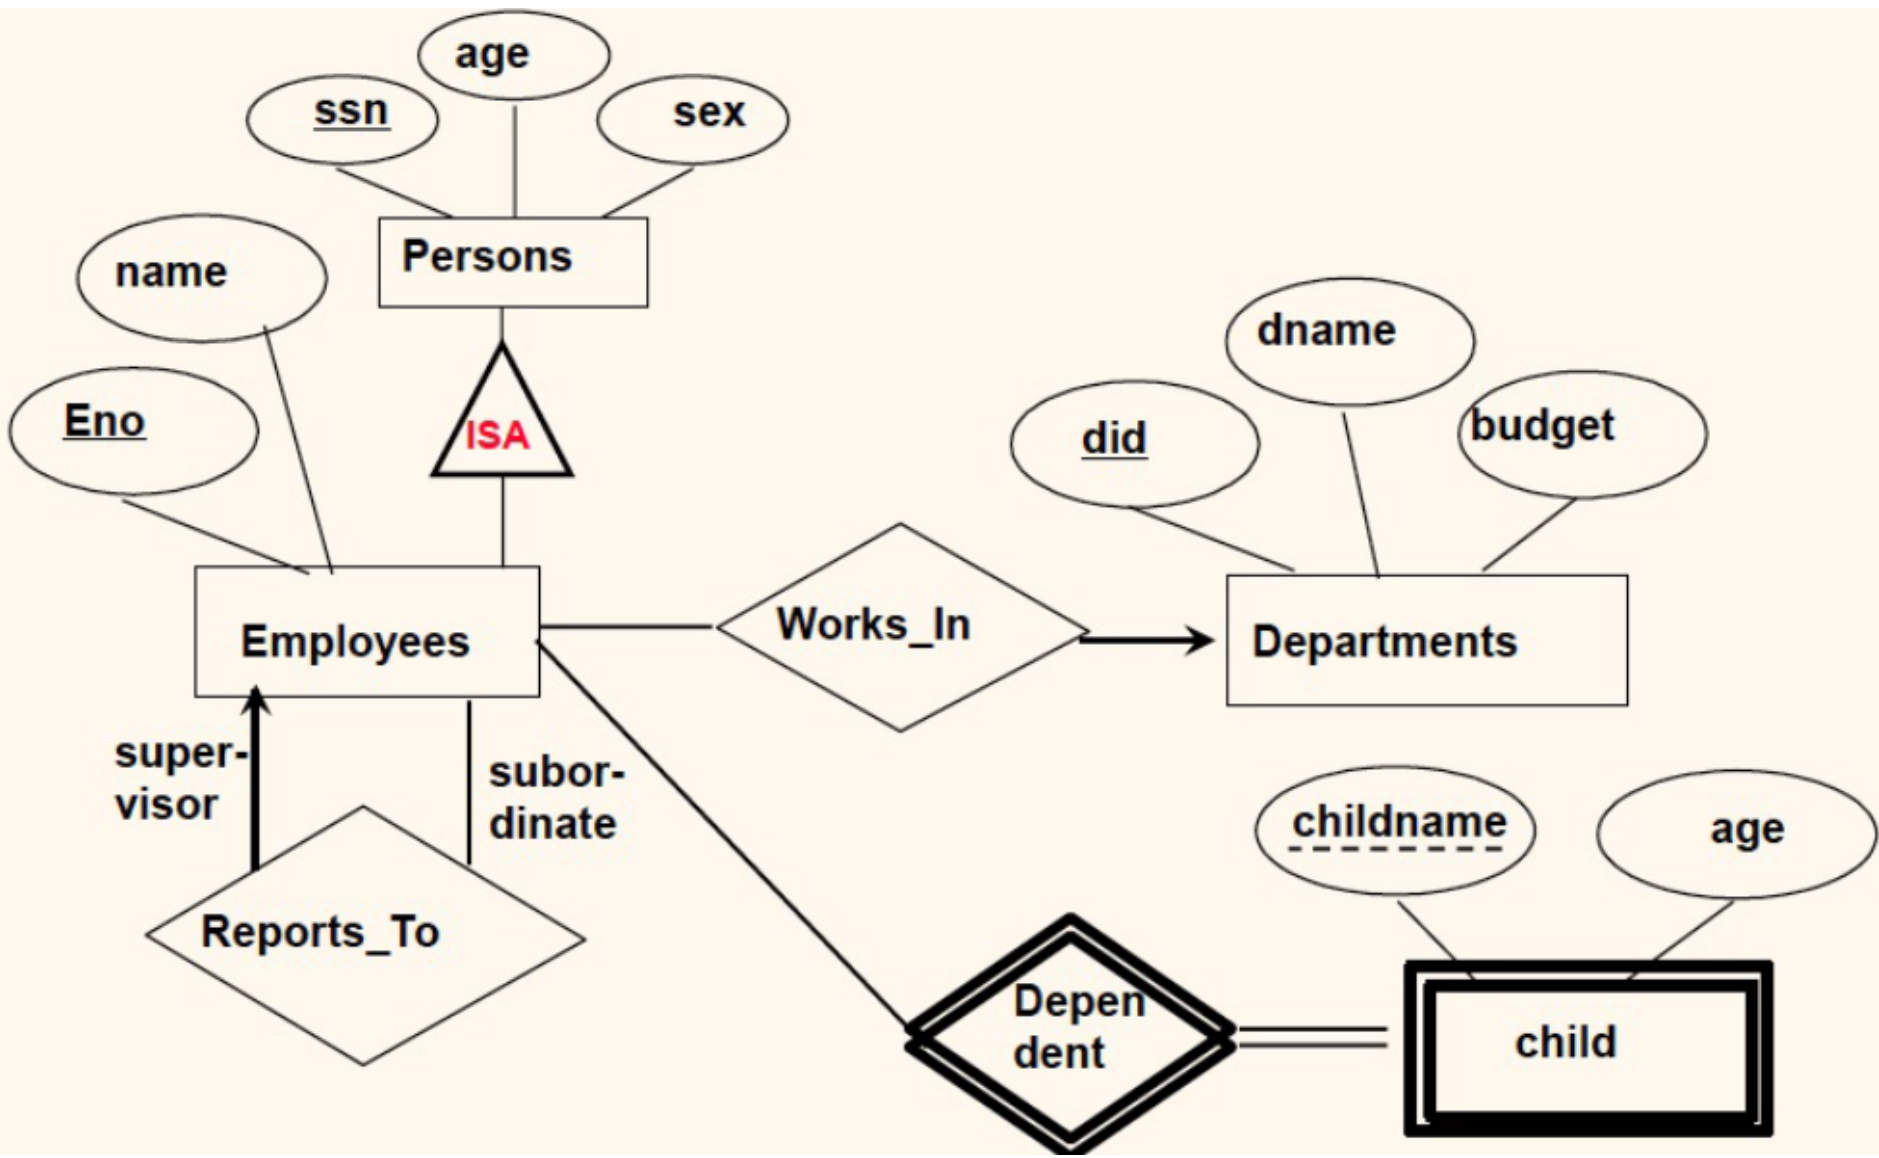 age
ssn
sex
Persons
name
Eno
ISA
dname
did
budget
Employees
Works_In
Departments
super-
visor
subor-
dinate
Reports_To
childname
age
Depen
dent
child